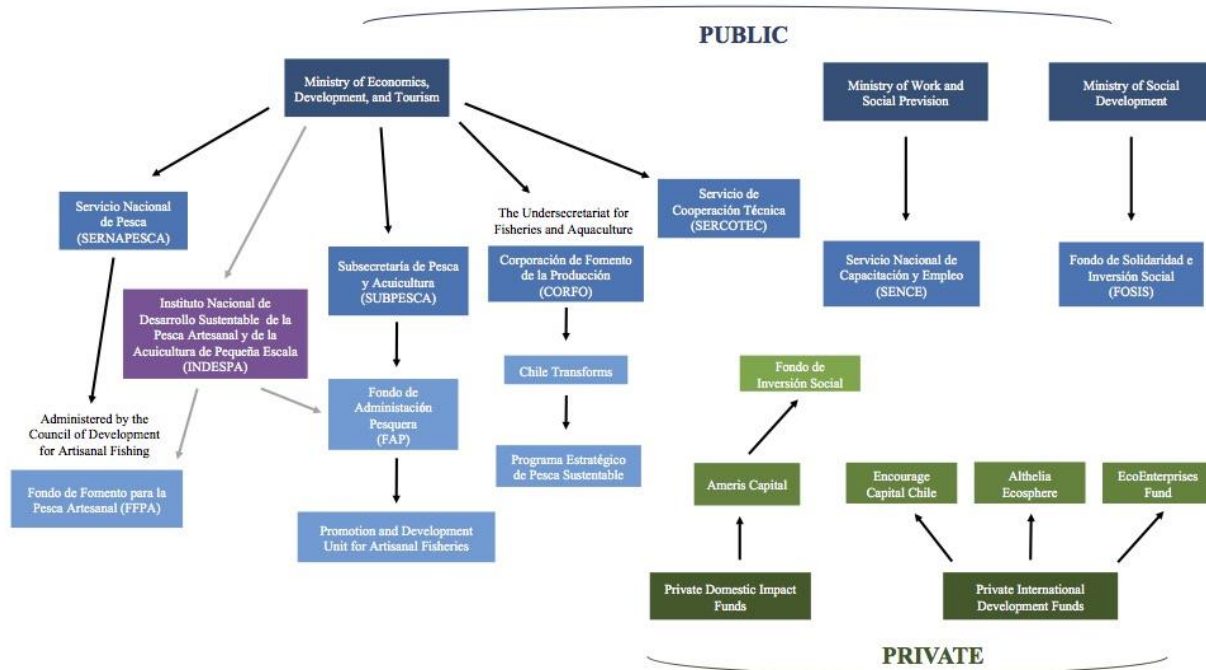 PUBLIC
Ministry of Economics,
Development, and Tourism
Ministry of Work and
Social Prevision
Ministry of Social
Development
Servicio Nacional
de Pesca
(SERNAPESCA)
The Undersecretariat for
Fisheries and Aquaculture
Servicio de
Cooperación Técnica
(SERCOTEC)
Instituto Nacional de
Desarrollo Sustentable de la
Pesca Artesanal y de la
Acuicultura de Pequeña Escala
(INDESPA)
Subsecretaría de Pesca
y Acuicultura
(SUBPESCA)
Corporación de Fomento
de la Producción
(CORFO)
Servicio Nacional de
Capacitación y Empleo
(SENCE)
Fondo de Solidaridad e
Inversión Social
(FOSIS)
Chile Transforms
Fondo de
Inversión Social
Administered by the
Council of Development
for Artisanal Fishing
Fondo de
Administación
Pesquera
(FAP)
Programa Estratégico
de Pesca Sustentable
Fondo de Fomento para la
Pesca Artesanal (FFPA)
Ameris Capital
Encourage
Capital Chile
Althelia
Ecosphere
EcoEnterprises
Fund
Promotion and Development
Unit for Artisanal Fisheries
Private Domestic Impact
Funds
Private International
Development Funds
PRIVATE